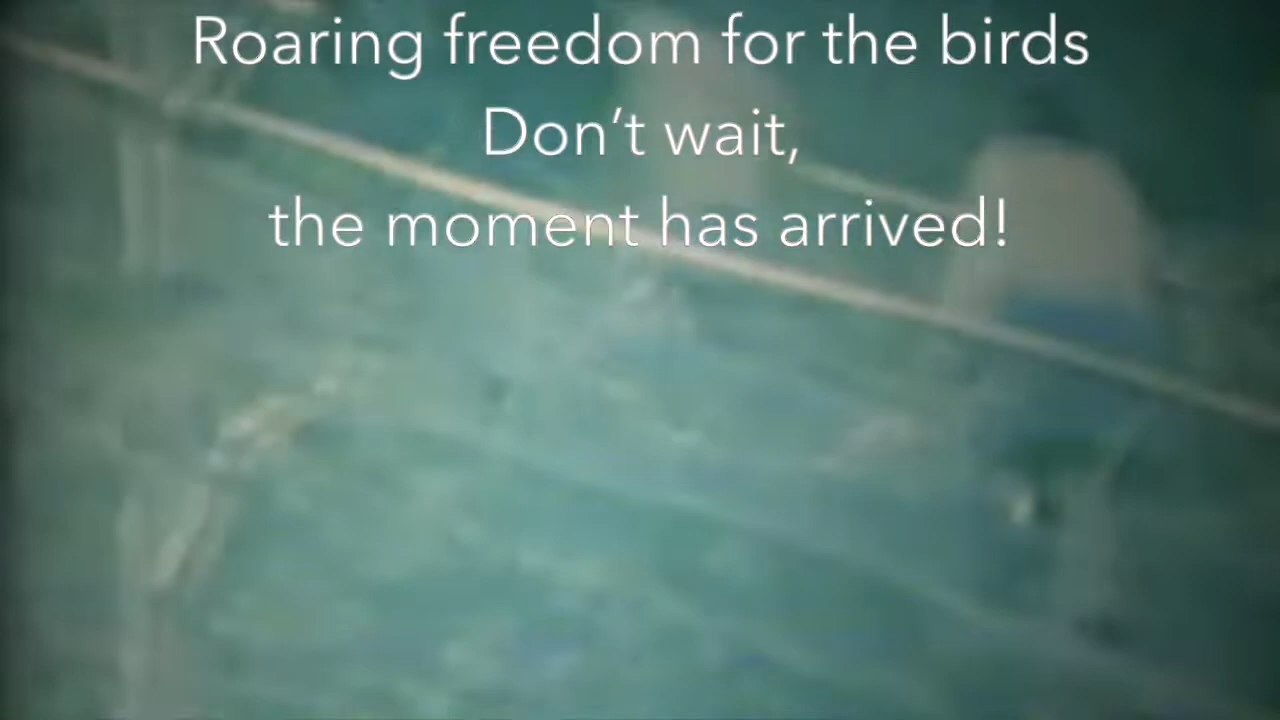 Roaring freedom for the birds
Don’t wait,
the moment has arrived!